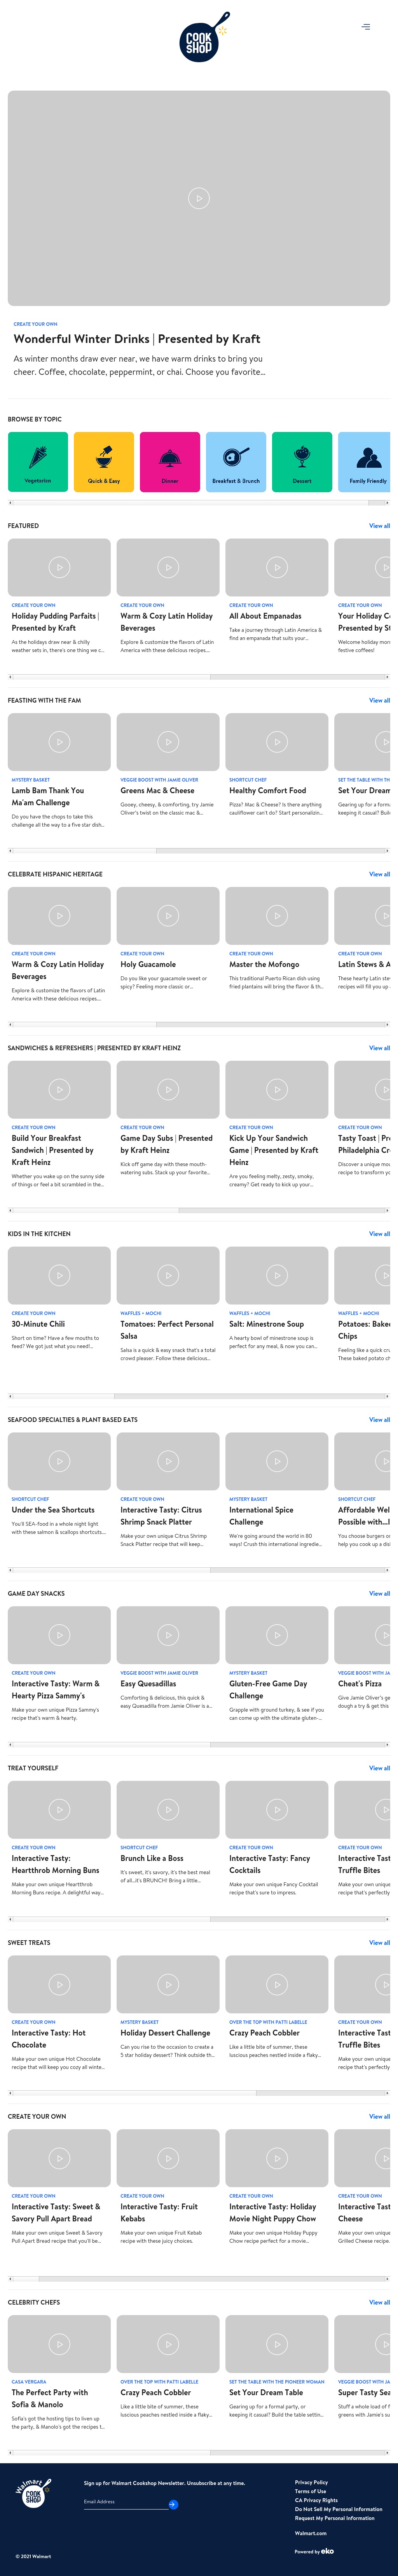 COOK
SHOP
CREATE YOUR OWN
Wonderful Winter Drinks | Presented by Kraft
As winter months draw ever near, we have warm drinks to bring you
cheer. Coffee, chocolate, peppermint, or chai. Choose you favorite...
BROWSE BY TOPIC
Vegetarian
Quick & Easy
Dinner
Breakfast & Brunch
Dessert
Family Friendly
FEATURED
View all
CREATE YOUR OWN
Holiday Pudding Parfaits |
Presented by Kraft
As the holidays draw near & chilly
weather sets in, there's one thing we c...
CREATE YOUR OWN
Warm & Cozy Latin Holiday
Beverages
Explore & customize the flavors of Latin
America with these delicious recipes....
CREATE YOUR OWN
All About Empanadas
Take a journey through Latin America &
find an empanada that suits your...
CREATE YOUR OWN
Your Holiday C
Presented by St
Welcome holiday mor
festive coffees!
FEASTING WITH THE FAM
View all
MYSTERY BASKET
Lamb Bam Thank You
Ma'am Challenge
Do you have the chops to take this
challenge all the way to a five star dish...
VEGGIE BOOST WITH JAMIE OLIVER
Greens Mac & Cheese
Gooey, cheesy, & comforting, try Jamie
Oliver's twist on the classic mac &...
SHORTCUT CHEF
Healthy Comfort Food
Pizza? Mac & Cheese? Is there anything
cauliflower can't do? Start personalizin...
SET THE TABLE WITH TH
Set Your Dream
Gearing up for a forma
keeping it casual? Buil
CELEBRATE HISPANIC HERITAGE
View all
CREATE YOUR OWN
Warm & Cozy Latin Holiday
Beverages
Explore & customize the flavors of Latin
America with these delicious recipes....
CREATE YOUR OWN
Holy Guacamole
Do you like your guacamole sweet or
spicy? Feeling more classic or...
CREATE YOUR OWN
Master the Mofongo
This traditional Puerto Rican dish using
fried plantains will bring the flavor & th...
CREATE YOUR OWN
Latin Stews & A
These hearty Latin ste
recipes will fill you up
SANDWICHES & REFRESHERS | PRESENTED BY KRAFT HEINZ
View all
CREATE YOUR OWN
Build Your Breakfast
Sandwich | Presented by
Kraft Heinz
Whether you wake up on the sunny side
of things or feel a bit scrambled in the...
CREATE YOUR OWN
Game Day Subs | Presented
by Kraft Heinz
Kick off game day with these mouth-
watering subs. Stack up your favorite...
CREATE YOUR OWN
Kick Up Your Sandwich
Game | Presented by Kraft
Heinz
Are you feeling melty, zesty, smoky,
creamy? Get ready to kick up your...
CREATE YOUR OWN
Tasty Toast | Pre
Philadelphia Cr
Discover a unique mo
recipe to transform yo
KIDS IN THE KITCHEN
View all
CREATE YOUR OWN
30-Minute Chili
Short on time? Have a few mouths to
feed? We got just what you need!...
WAFFLES + MOCHI
Tomatoes: Perfect Personal
Salsa
Salsa is a quick & easy snack that's a total
crowd pleaser. Follow these delicious...
WAFFLES + MOCHI
Salt: Minestrone Soup
A hearty bowl of minestrone soup is
perfect for any meal, & now you can...
WAFFLES + MOCHI
Potatoes: Baked
Chips
Feeling like a quick cru
These baked potato ch
SEAFOOD SPECIALTIES & PLANT BASED EATS
View all
SHORTCUT CHEF
Under the Sea Shortcuts
You'll SEA-food in a whole night light
with these salmon & scallops shortcuts....
CREATE YOUR OWN
Interactive Tasty: Citrus
Shrimp Snack Platter
Make your own unique Citrus Shrimp
Snack Platter recipe that will keep...
MYSTERY BASKET
International Spice
Challenge
We're going around the world in 80
ways! Crush this international ingredie...
SHORTCUT CHEF
Affordable Wel
Possible with...I
You choose burgers or
help you cook up a dis
GAME DAY SNACKS
View all
CREATE YOUR OWN
Interactive Tasty: Warm &
Hearty Pizza Sammy's
Make your own unique Pizza Sammy's
recipe that's warm & hearty.
VEGGIE BOOST WITH JAMIE OLIVER
Easy Quesadillas
Comforting & delicious, this quick &
easy Quesadilla from Jamie Oliver is a...
MYSTERY BASKET
Gluten-Free Game Day
Challenge
Grapple with ground turkey, & see if you
can come up with the ultimate gluten-...
VEGGIE BOOST WITH JA
Cheat's Pizza
Give Jamie Oliver's ge
dough a try & get this
TREAT YOURSELF
View all
CREATE YOUR OWN
Interactive Tasty:
Heartthrob Morning Buns
Make your own unique Heartthrob
Morning Buns recipe. A delightful way...
SHORTCUT CHEF
Brunch Like a Boss
It's sweet, it's savory, it's the best meal
of all...it's BRUNCH! Bring a little...
CREATE YOUR OWN
Interactive Tasty: Fancy
Cocktails
Make your own unique Fancy Cocktail
recipe that's sure to impress.
CREATE YOUR OWN
Interactive Tast
Truffle Bites
Make your own unique
recipe that's perfectly
SWEET TREATS
View all
CREATE YOUR OWN
Interactive Tasty: Hot
Chocolate
Make your own unique Hot Chocolate
recipe that will keep you cozy all winte...
MYSTERY BASKET
Holiday Dessert Challenge
Can you rise to the occasion to create a
5 star holiday dessert? Think outside th...
OVER THE TOP WITH PATTI LABELLE
Crazy Peach Cobbler
Like a little bite of summer, these
luscious peaches nestled inside a flaky...
CREATE YOUR OWN
Interactive Tast
Truffle Bites
Make your own unique
recipe that's perfectly
CREATE YOUR OWN
View all
CREATE YOUR OWN
Interactive Tasty: Sweet &
Savory Pull Apart Bread
Make your own unique Sweet & Savory
Pull Apart Bread recipe that you'll be...
CREATE YOUR OWN
Interactive Tasty: Fruit
Kebabs
Make your own unique Fruit Kebab
recipe with these juicy choices.
CREATE YOUR OWN
Interactive Tasty: Holiday
Movie Night Puppy Chow
Make your own unique Holiday Puppy
Chow recipe perfect for a movie...
CREATE YOUR OWN
Interactive Tast
Cheese
Make your own unique
Grilled Cheese recipe.
CELEBRITY CHEFS
View all
CASA VERGARA
The Perfect Party with
Sofia & Manolo
Sofia's got the hosting tips to liven up
the party, & Manolo's got the recipes t...
OVER THE TOP WITH PATTI LABELLE
Crazy Peach Cobbler
Like a little bite of summer, these
luscious peaches nestled inside a flaky...
SET THE TABLE WITH THE PIONEER WOMAN
Set Your Dream Table
Gearing up for a formal party, or
keeping it casual? Build the table settin...
VEGGIE BOOST WITH JA
Super Tasty Sea
Stuff a whole load of f
greens with Jamie's su
Walmart
COOK
SHOP
Sign up for Walmart Cookshop Newsletter. Unsubscribe at any time.
Email Address
Privacy Policy
Terms of Use
CA Privacy Rights
Do Not Sell My Personal Information
Request My Personal Information
Walmart.com
Powered by eko
© 2021 Walmart